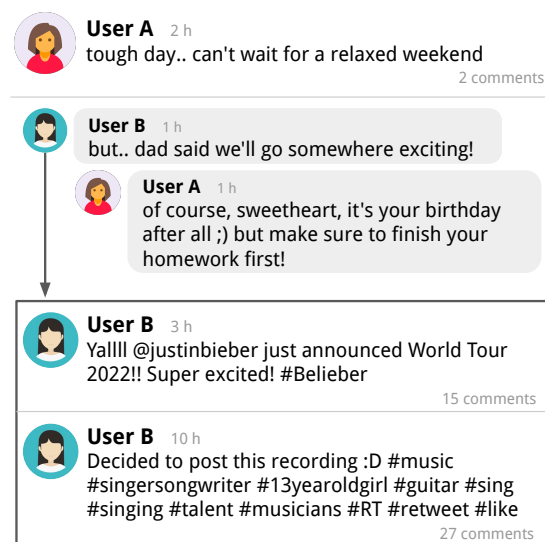 User A 2 h
tough day.. can't wait for a relaxed weekend
2 comments
User B 1 h
but.. dad said we'll go somewhere exciting!
User A 1 h
of course, sweetheart, it's your birthday
after all ;) but make sure to finish your
homework first!
User B 3 h
Yallll @justinbieber just announced World Tour
2022!! Super excited! #Belieber
15 comments
User B 10 h
Decided to post this recording :D #music
#singersongwriter #13yearoldgirl #guitar #sing
#singing #talent #musicians #RT #retweet #like
27 comments